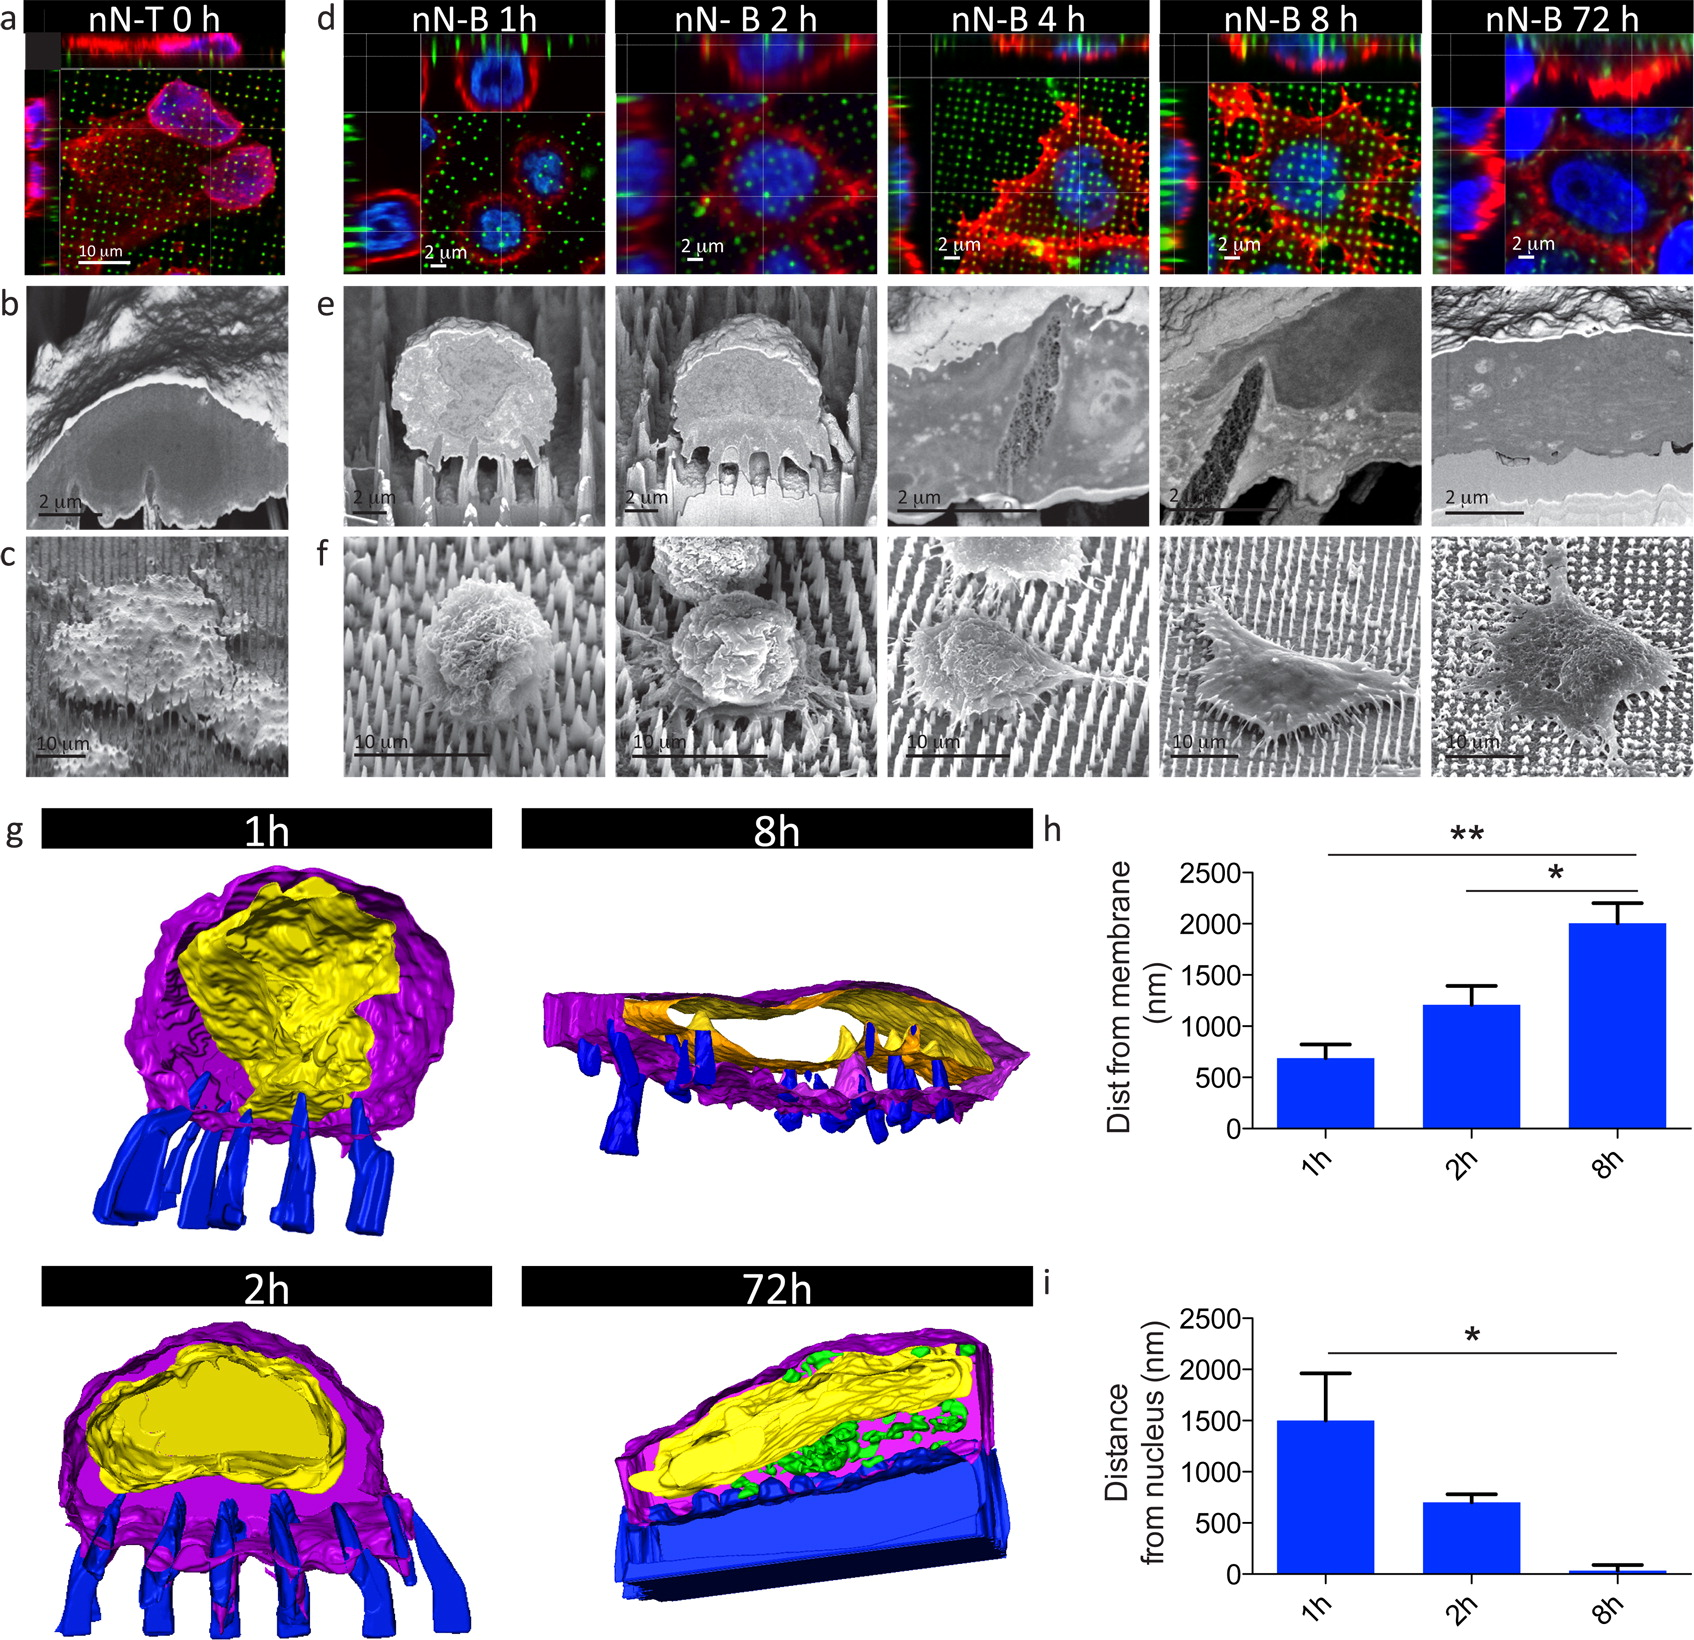 a
nN-T 0 h
d
nN-B 1h
nN- B 2 h
nN-B 4 h
nN-B 8 h
nN-B 72 h
10 µm
2 µm
2 µm
2 µm
2 µm
2 µm
b
e
2 µm
2 µm
2 µm
2 µm
2 µm
2 µm
c
f
10 µm
10 µm
10 µm
10 µm
10 µm
10 µm
g
1h
8h
h
**
*
Dist from membrane
(nm)
2500
2000
1500
1000
500
0
1h
2h
8h
2h
72h
i
*
Distance
from nucleus (nm)
2500
2000
1500
1000
500
0
1h
2h
8h